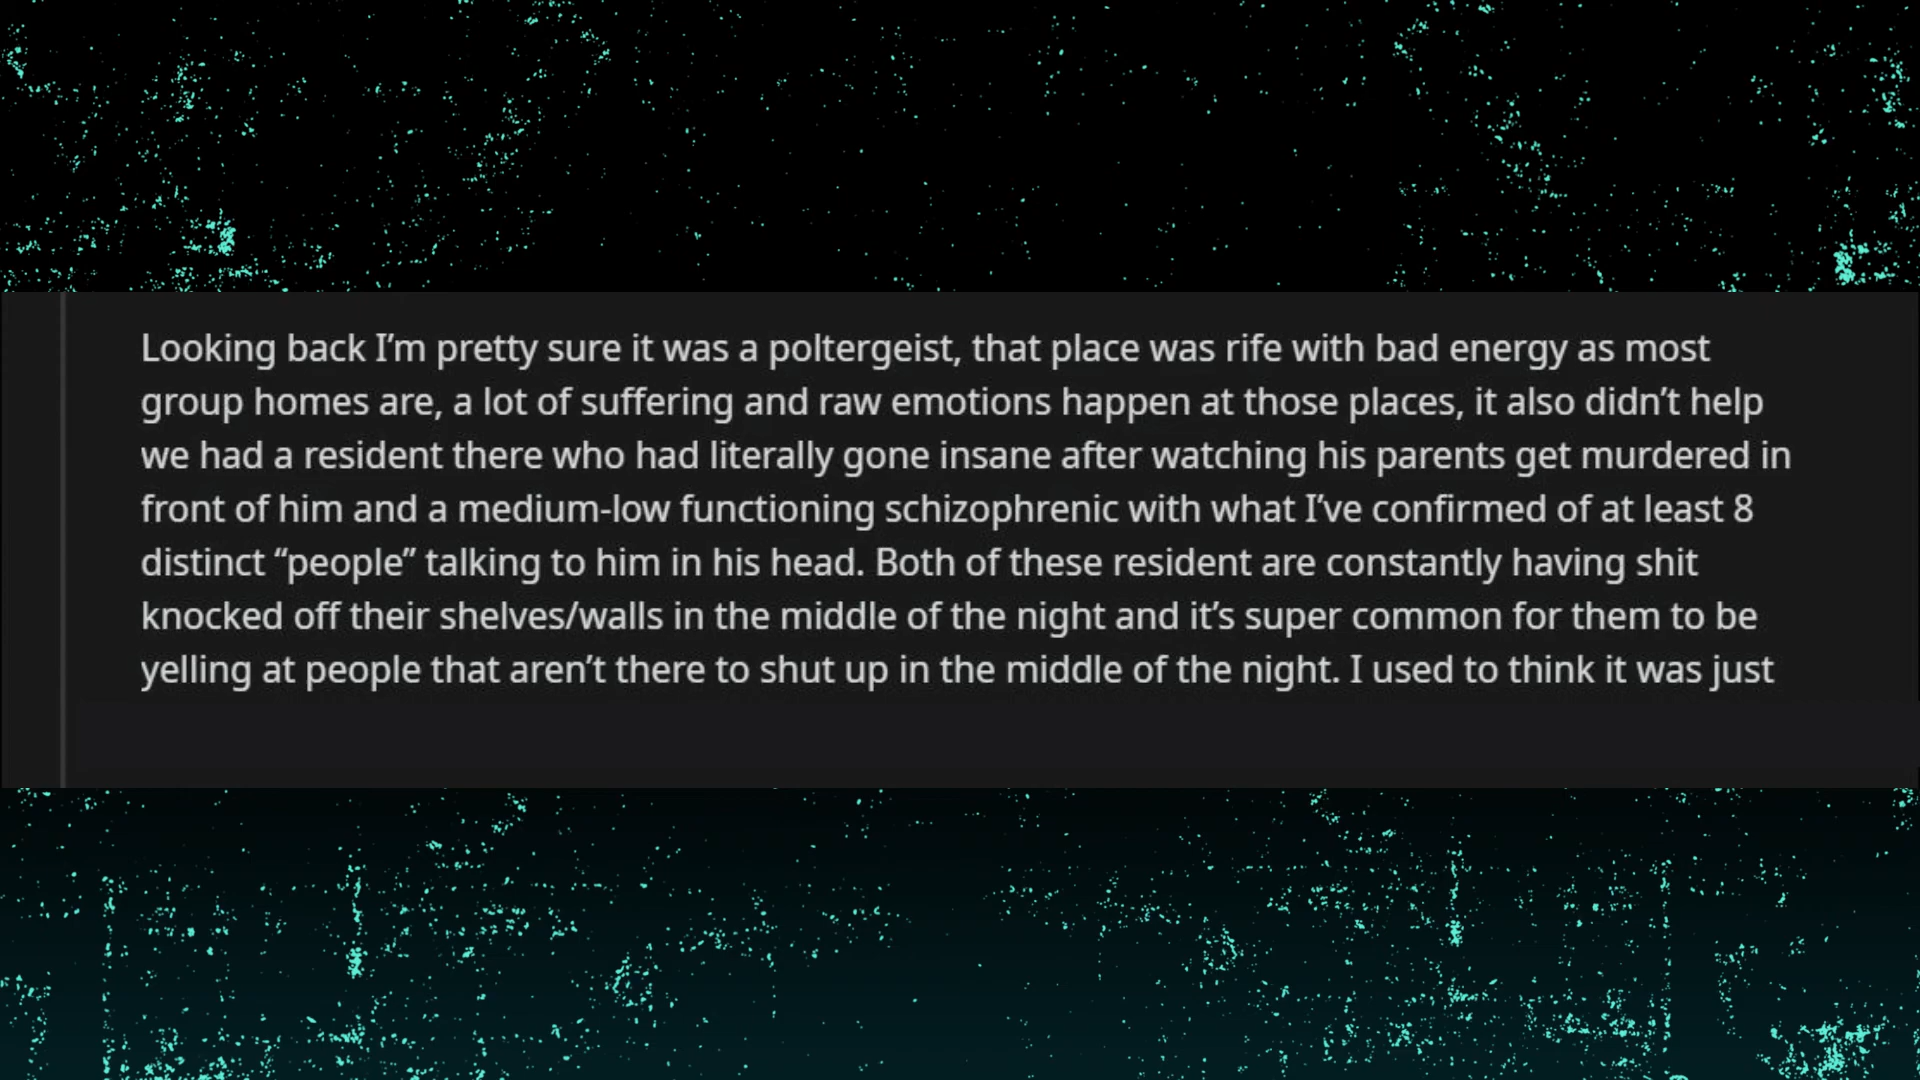 Looking back I’m pretty sure it was a poltergeist, that place was rife with bad energy as most
group homes are, a lot of suffering and raw emotions happen at those places, it also didn’t help
we had a resident there who had literally gone insane after watching his parents get murdered in
front of him and a medium-low functioning schizophrenic with what I’ve confirmed of at least 8
distinct “people” talking to him in his head. Both of these resident are constantly having shit
knocked off their shelves/walls in the middle of the night and it’s super common for them to be
yelling at people that aren’t there to shut up in the middle of the night. I used to think it was just